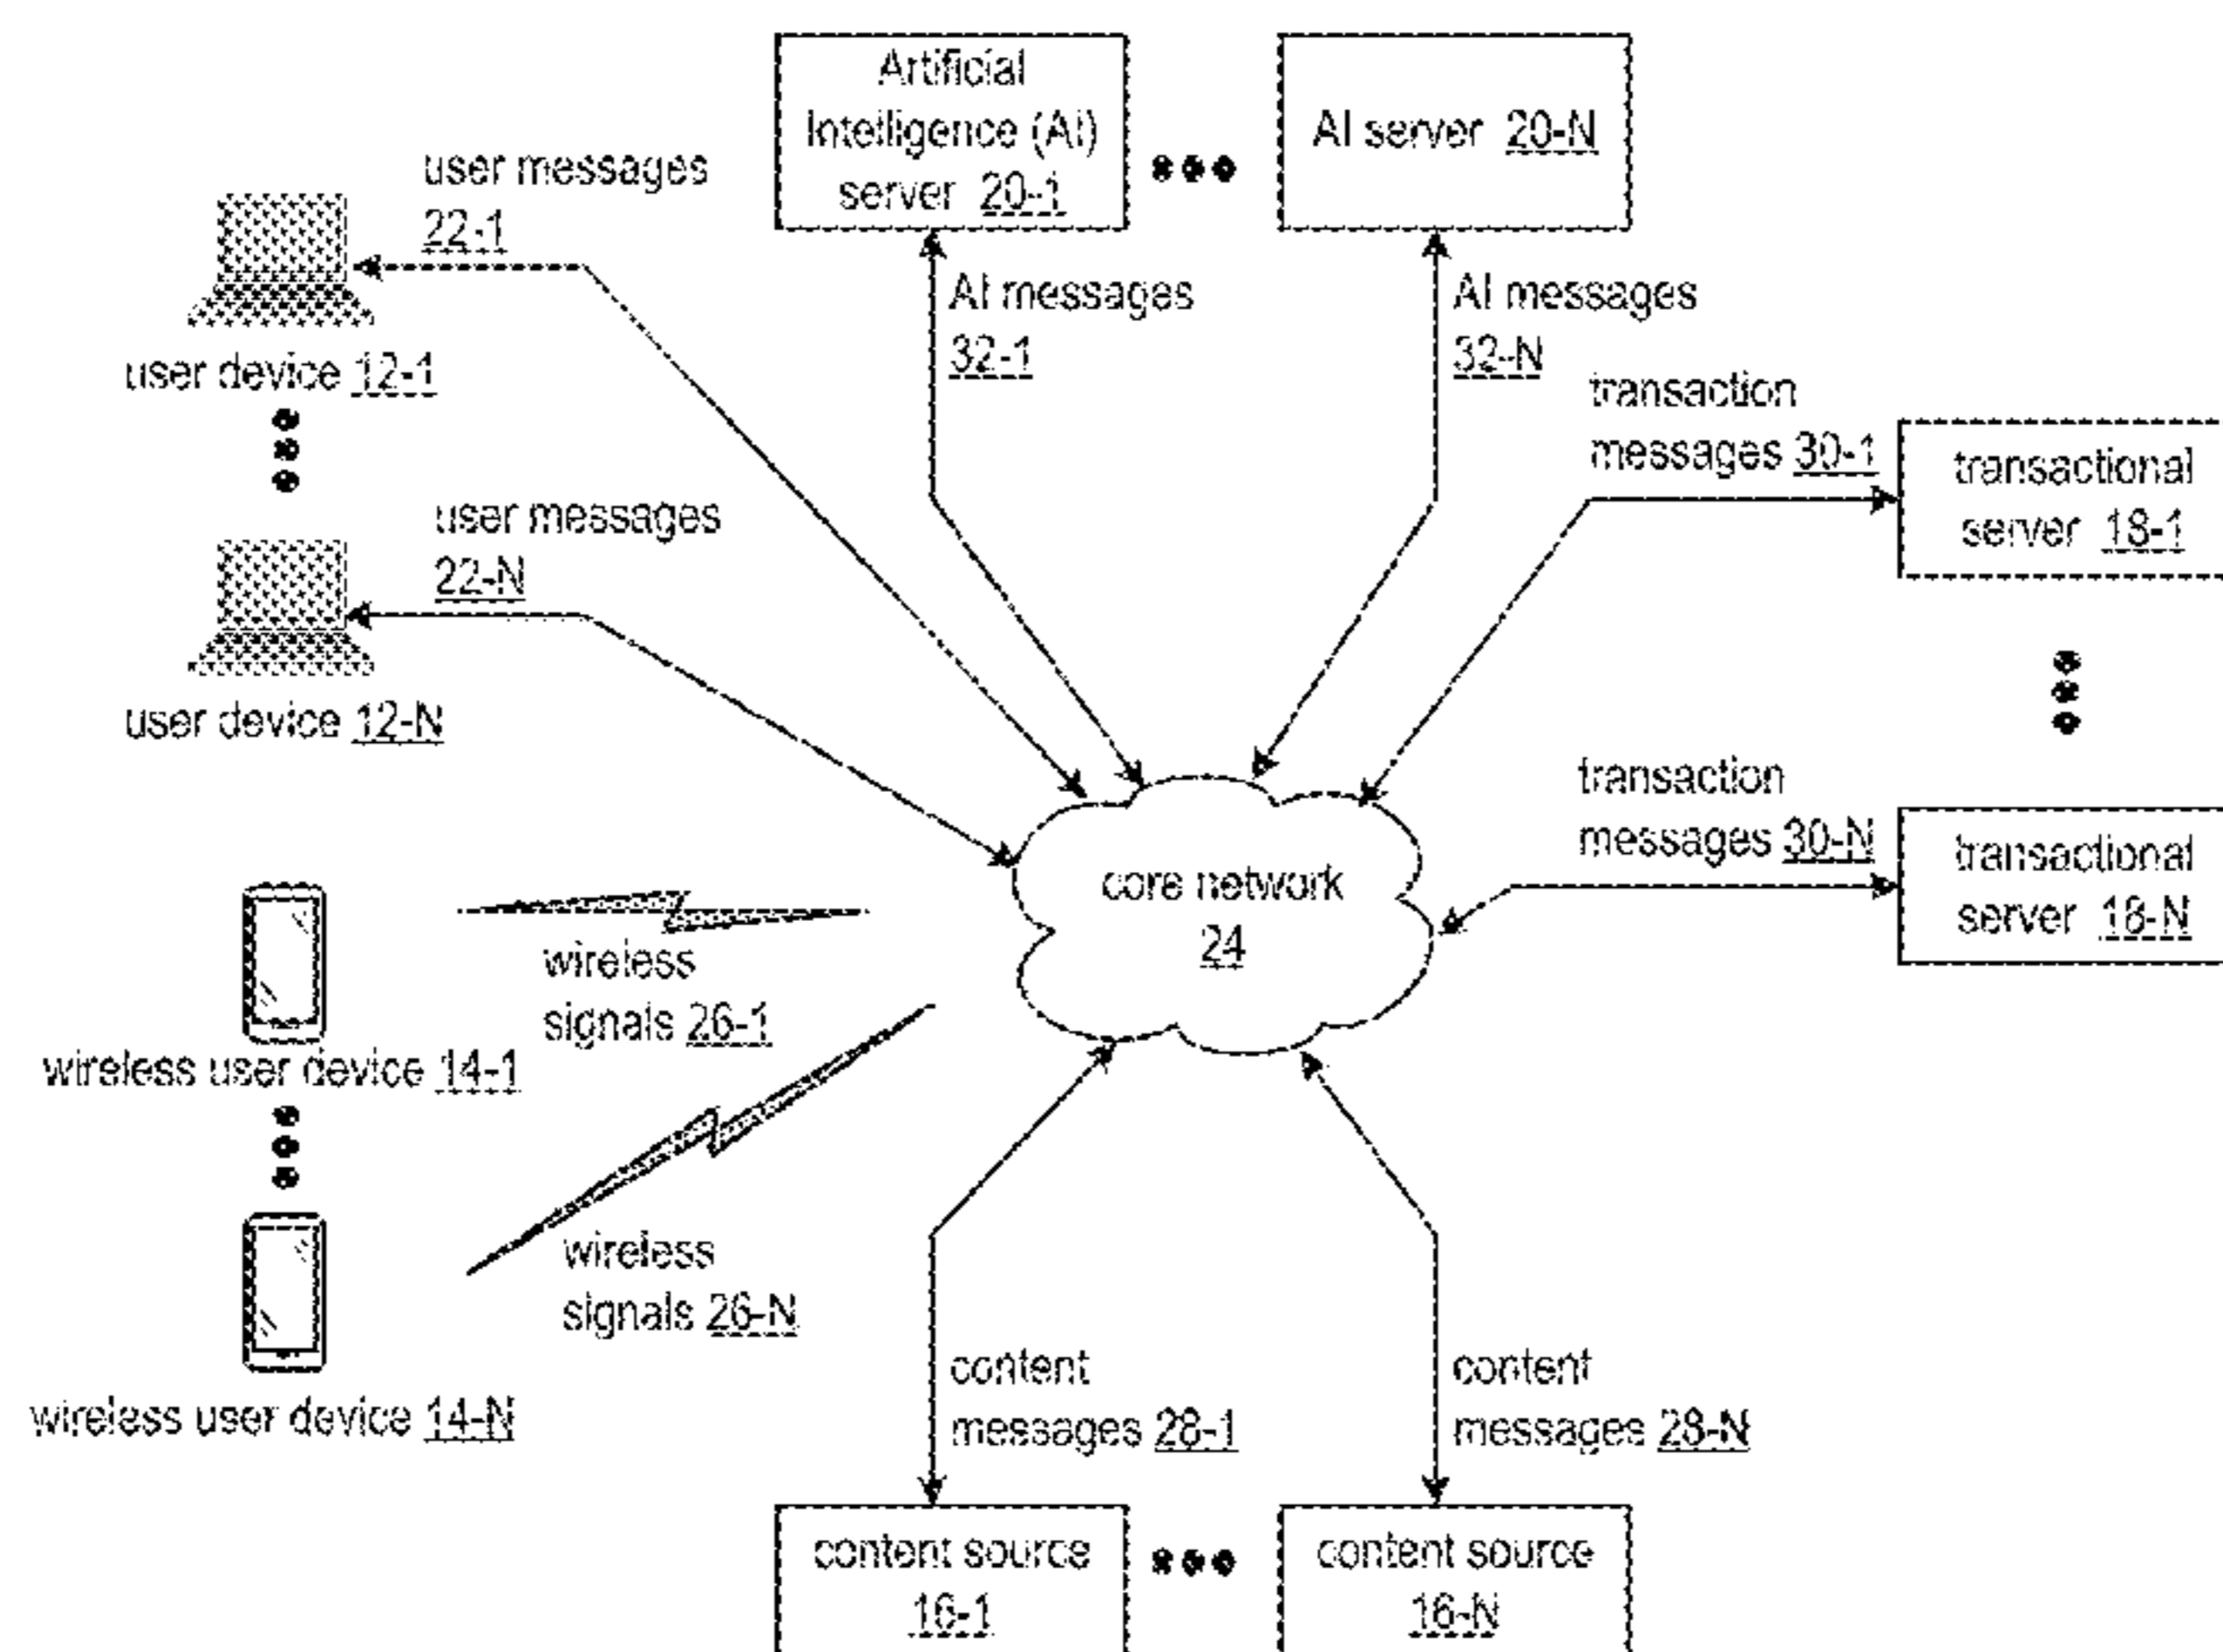 Artificial
Intelligence (AI)
server 20-1
AI server 20-N
user messages
22-1
AI messages
32-1
AI messages
32-N
user device 12-1
transaction
messages 30-1
transactional
server 18-1
user messages
22-N
user device 12-N
transaction
messages 30-N
transactional
server 18-N
core network
24
wireless
signals 26-1
wireless user device 14-1
wireless
signals 26-N
wireless user device 14-N
content
messages 28-1
content
messages 28-N
content source
16-1
content source
16-N